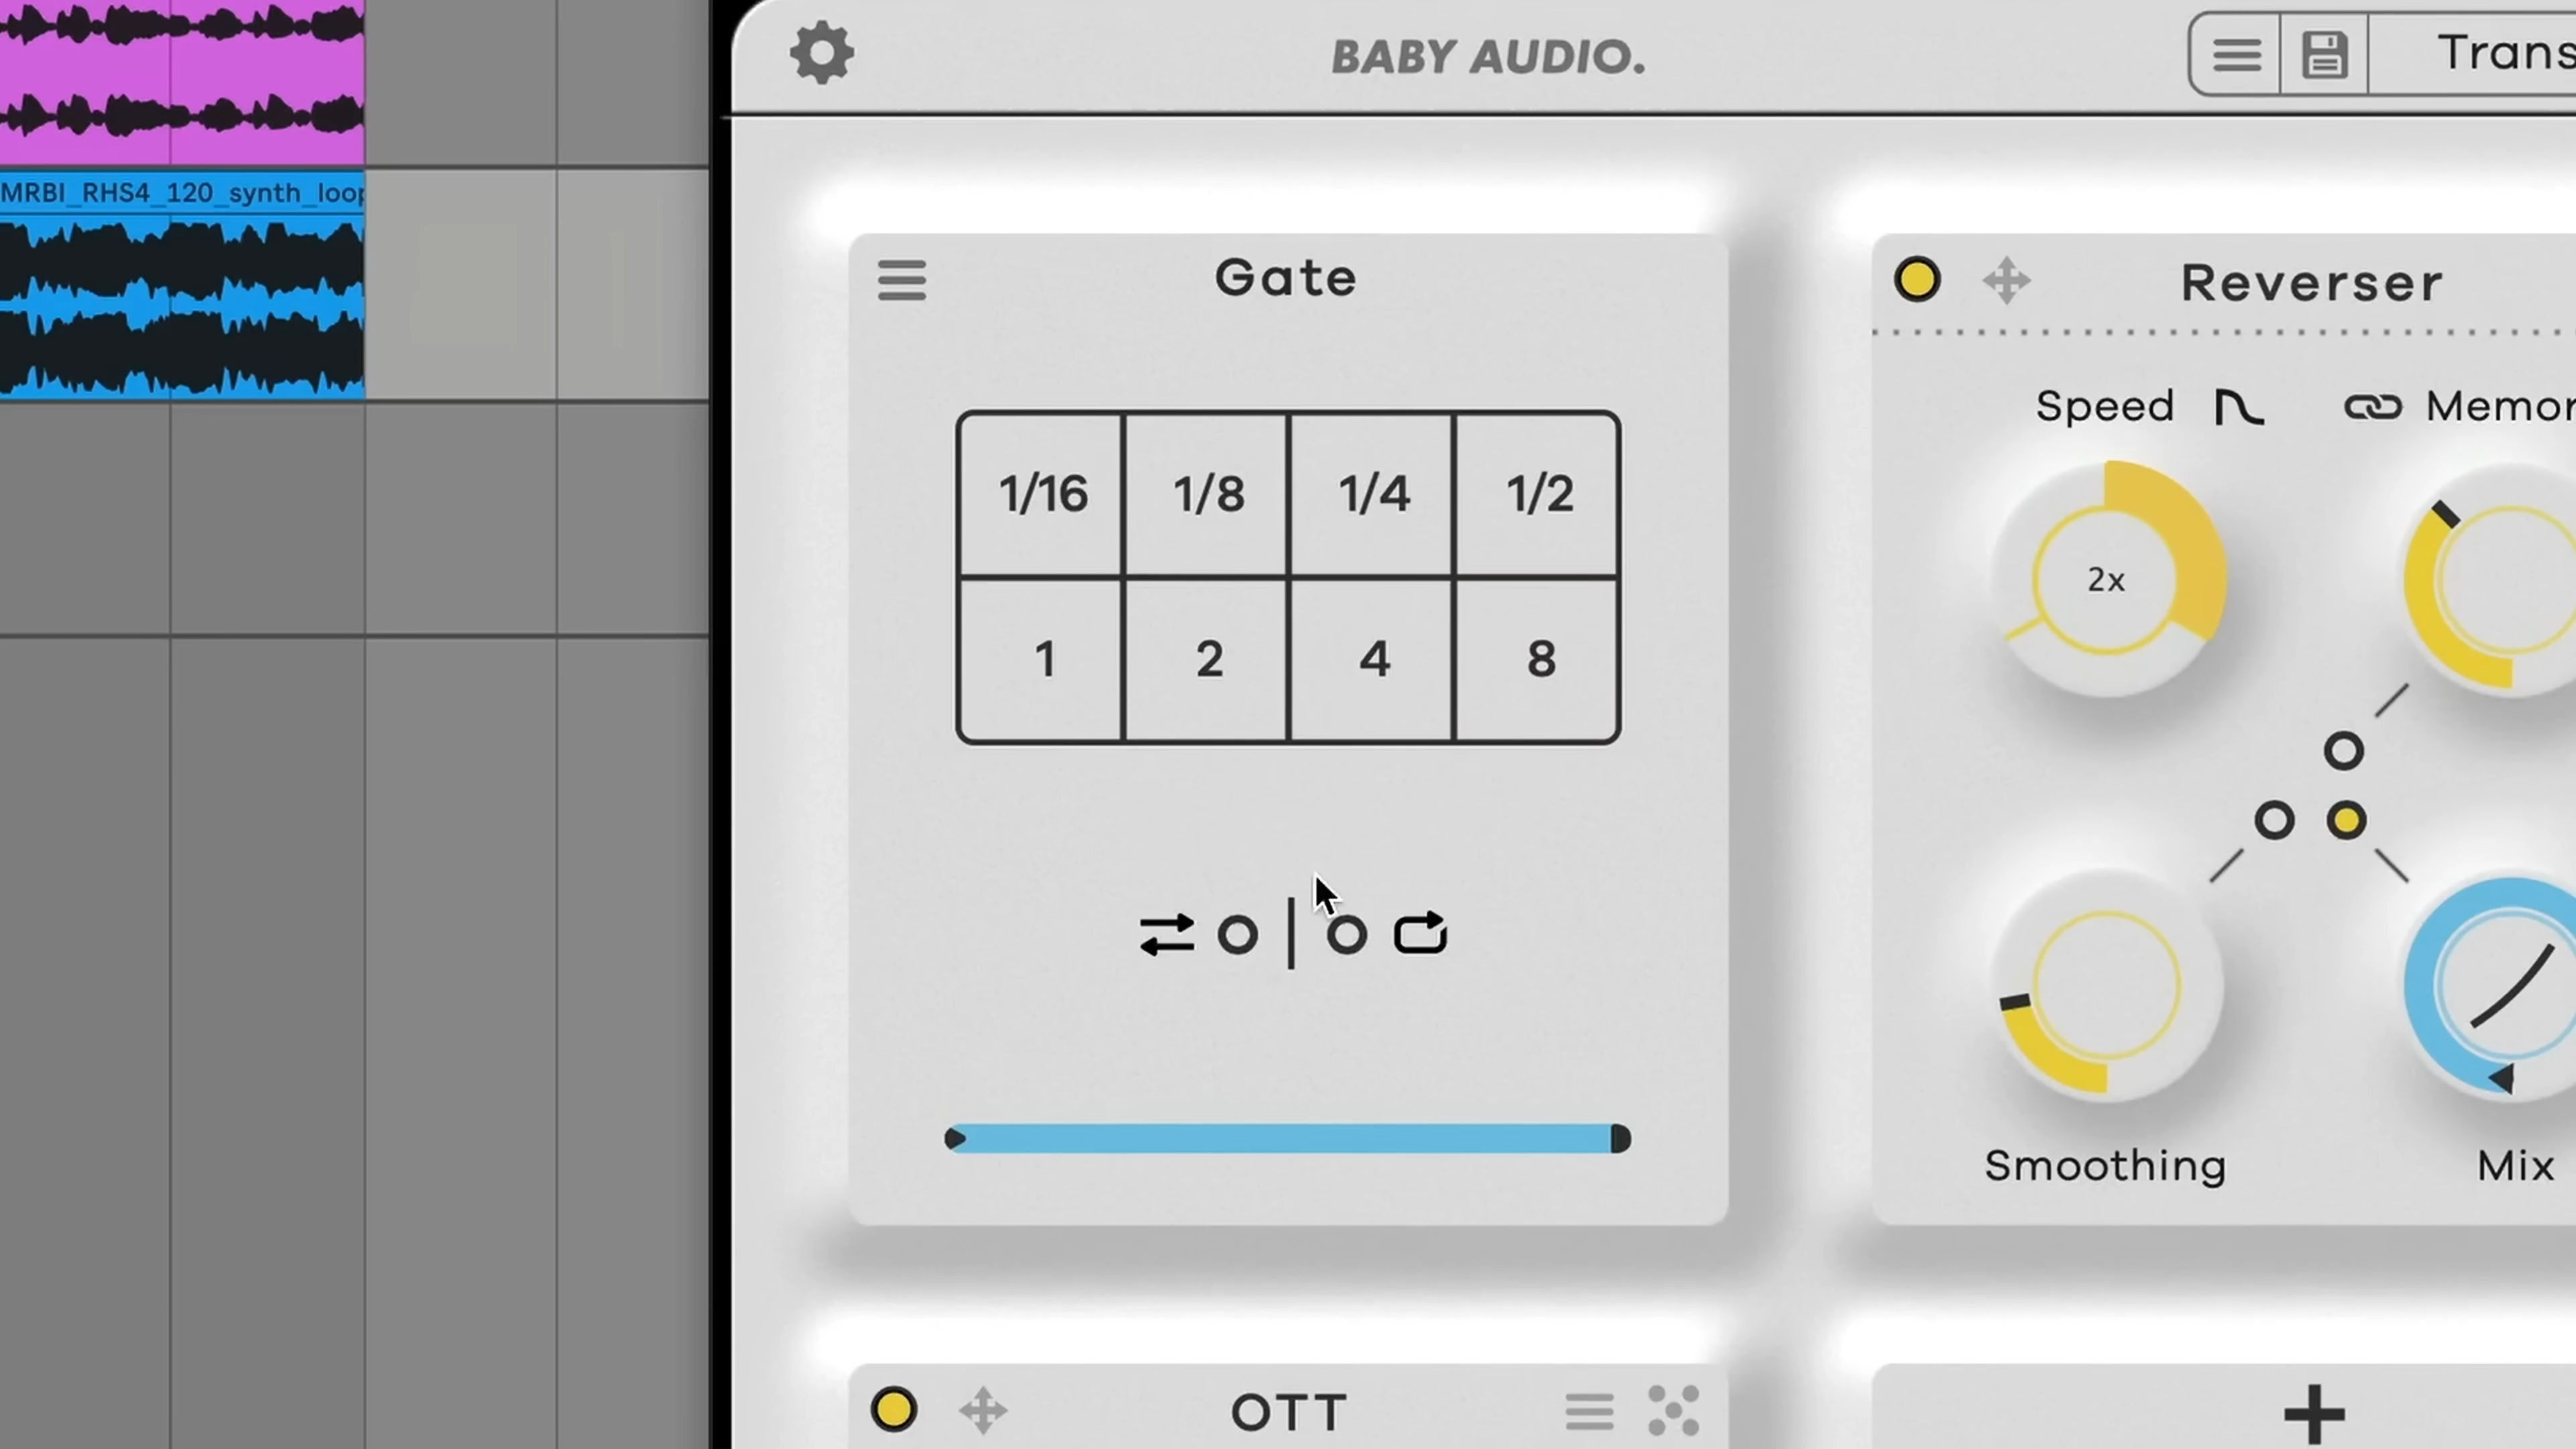 BABY AUDIO.
Trans
MRBI_RHS4_120_synth_loop
Gate
Reverser
Speed
Memor
1/16 1/8 1/4 1/2
2x
1 2 4 8
Smoothing
Mix
OTT